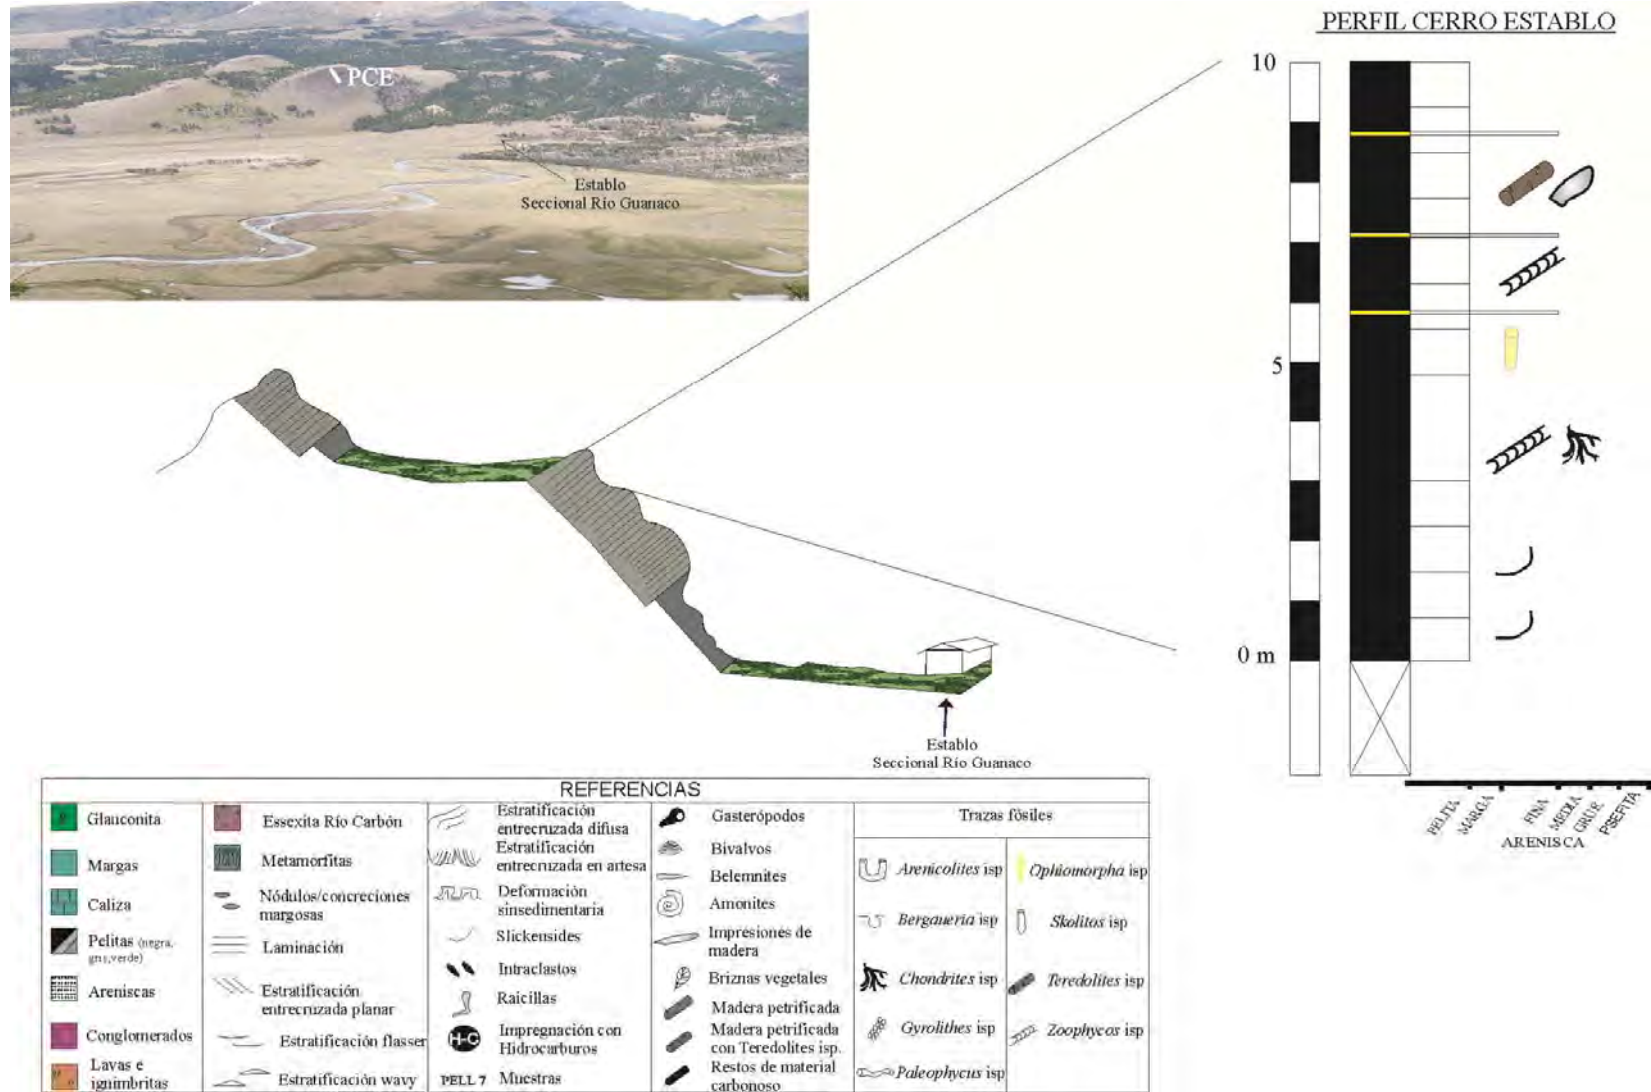 PERFIL CERRO ESTABLO
PCE
Establo
Seccional Río Guanaco
10
5
0 m
Establo
Seccional Río Guanaco
PELITA
MARGA
FINA
MEDIA
GRUE.
PSEFITA
ARENISCA
REFERENCIAS
Glauconita
Margas
Caliza
Pelitas (negra,
gris,verde)
Areniscas
Conglomerados
Lavas e
ignimbritas
Essexita Río Carbón
Metamorfitas
Nódulos/concreciones
margosas
Laminación
Estratificación
entrecruzada planar
Estratificación flasser
Estratificación wavy
Estratificación
entrecruzada difusa
Estratificación
entrecruzada en artesa
Deformación
sinsedimentaria
Slickensides
Intraclastos
Raicillas
H-C
Impregnación con
Hidrocarburos
PELL 7 Muestras
Gasterópodos
Bivalvos
Belemnites
Amonites
Impresiones de
madera
Briznas vegetales
Madera petrificada
Madera petrificada
con Teredolites isp.
Restos de material
carbonoso
Trazas fósiles
Arenicolites isp
Bergaueria isp
Chondrites isp
Gyrolithes isp
Paleophycus isp
Ophiomorpha isp
Skolitos isp
Teredolites isp
Zoophycos isp